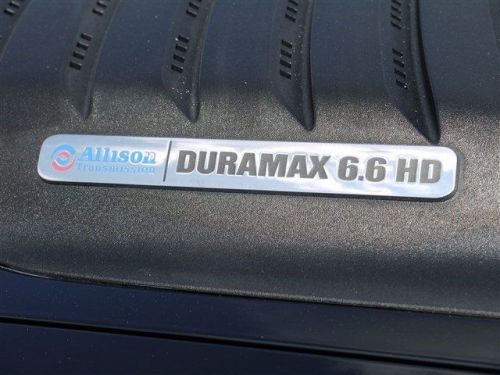 Allison DURAMAX 6.6 HD
Transmission